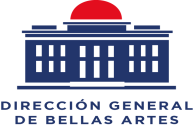 DIRECCIÓN GENERAL
DE BELLAS ARTES